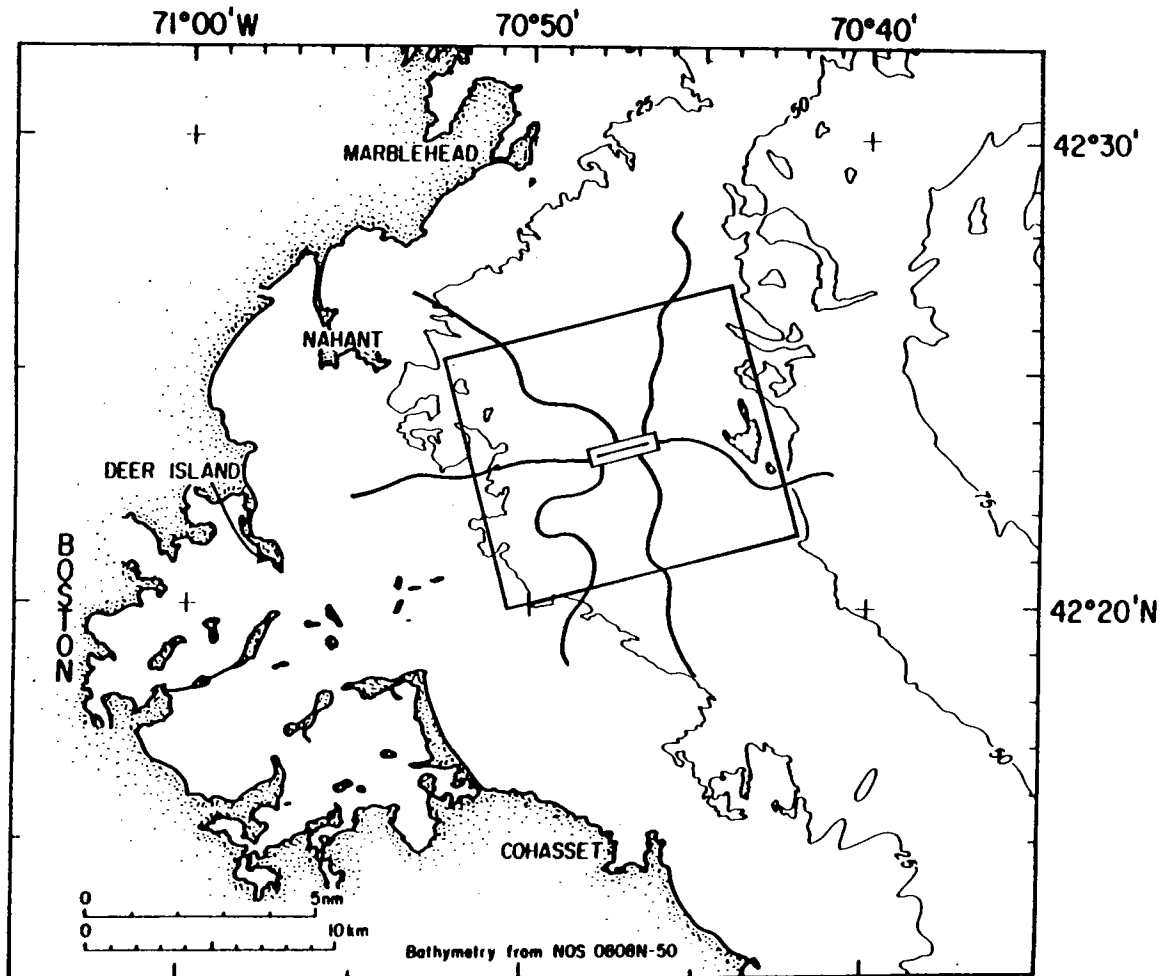 71°00'W
70°50'
70°40'
25
50
42°30'
MARBLEHEAD
NAHANT
DEER ISLAND
75
BOSTON
42°20'N
50
COHASSET
25
0
5nm
0
10km
Bathymetry from NOS 0808N-50